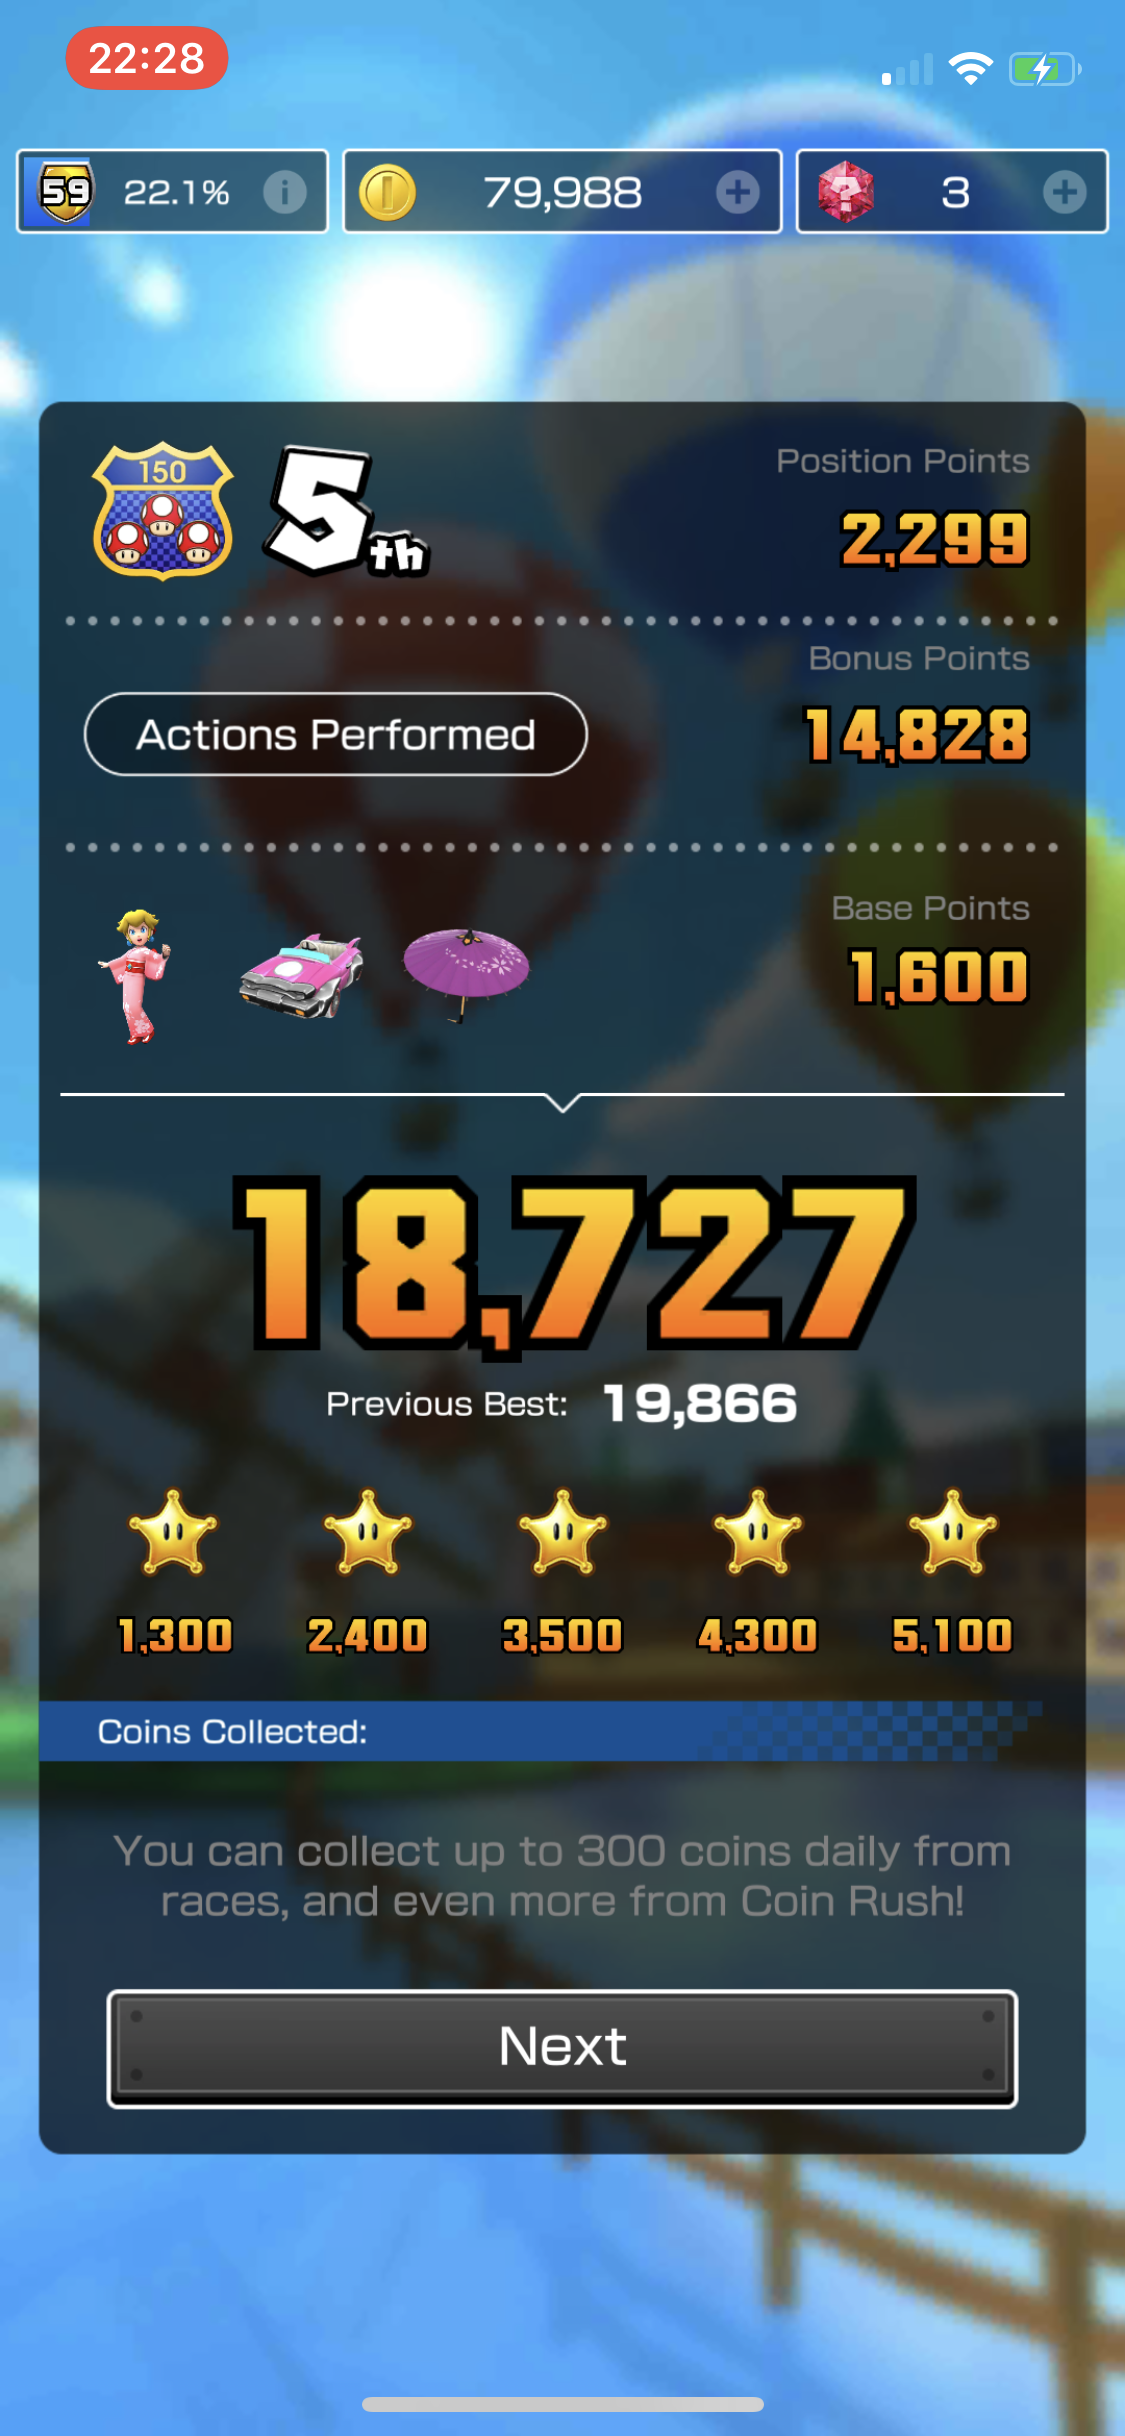 22:28
59 22.1% i 79,988 + ? 3 +
150 5th Position Points
2,299
Bonus Points
Actions Performed 14,828
Base Points
1,600
18,727
Previous Best: 19,866
1,300 2,400 3,500 4,300 5,100
Coins Collected:
You can collect up to 300 coins daily from
races, and even more from Coin Rush!
Next